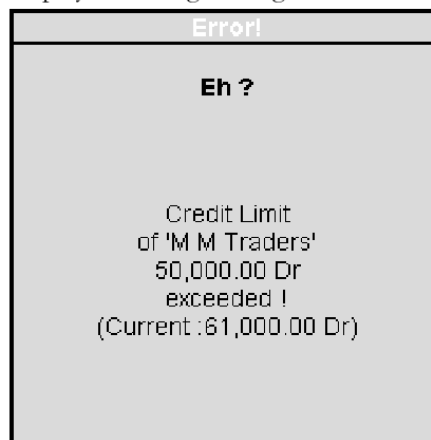 Error!
Eh ?
Credit Limit
of 'M M Traders'
50,000.00 Dr
exceeded !
(Current :61,000.00 Dr)